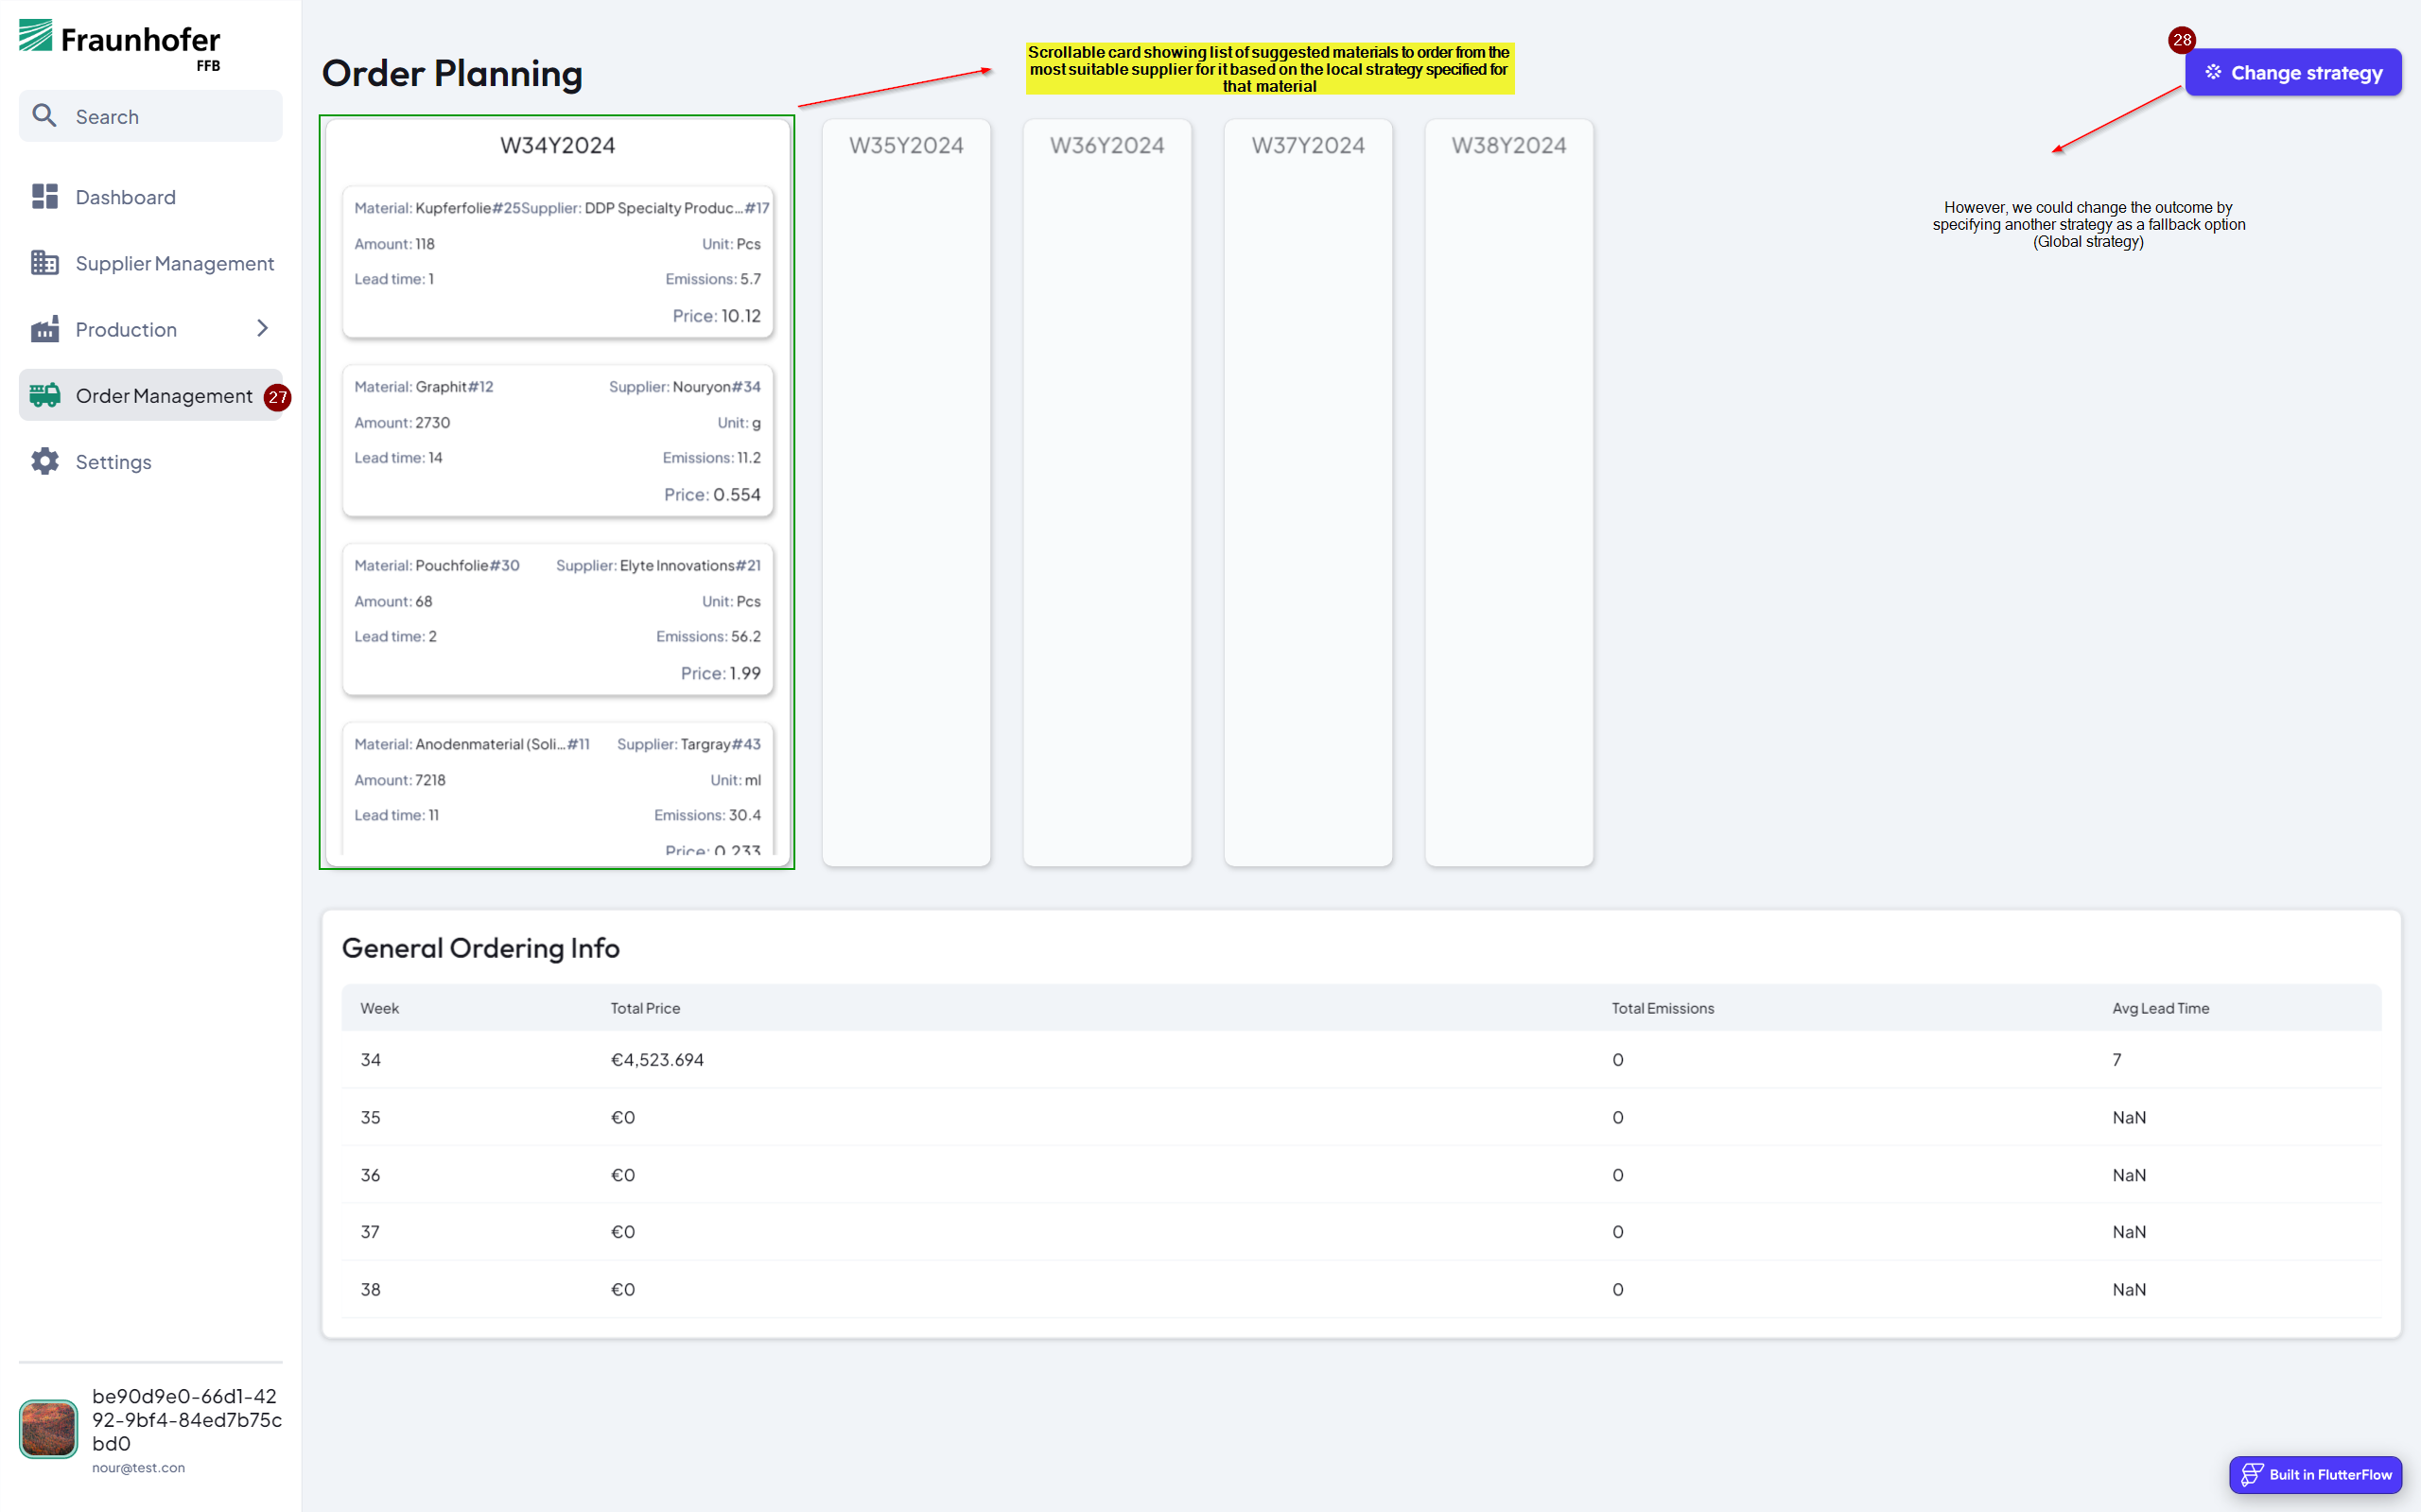 Fraunhofer
FFB
Search
Dashboard
Supplier Management
Production
Order Management 27
Settings
be90d9e0-66d1-42
92-9bf4-84ed7b75c
bd0
nour@test.con
Order Planning
Scrollable card showing list of suggested materials to order from the
most suitable supplier for it based on the local strategy specified for
that material
28
Change strategy
However, we could change the outcome by
specifying another strategy as a fallback option
(Global strategy)
W34Y2024
Material: Kupferfolie#25 Supplier: DDP Specialty Produc...#17
Amount: 118 Unit: Pcs
Lead time: 1 Emissions: 5.7
Price: 10.12
Material: Graphit#12 Supplier: Nouryon#34
Amount: 2730 Unit: g
Lead time: 14 Emissions: 11.2
Price: 0.554
Material: Pouchfolie#30 Supplier: Elyte Innovations#21
Amount: 68 Unit: Pcs
Lead time: 2 Emissions: 56.2
Price: 1.99
Material: Anodenmaterial (Soli...#11 Supplier: Targray#43
Amount: 7218 Unit: ml
Lead time: 11 Emissions: 30.4
Price: 0.233
W35Y2024
W36Y2024
W37Y2024
W38Y2024
General Ordering Info
Week Total Price Total Emissions Avg Lead Time
34 €4,523.694 0 7
35 €0 0 NaN
36 €0 0 NaN
37 €0 0 NaN
38 €0 0 NaN
Built in FlutterFlow